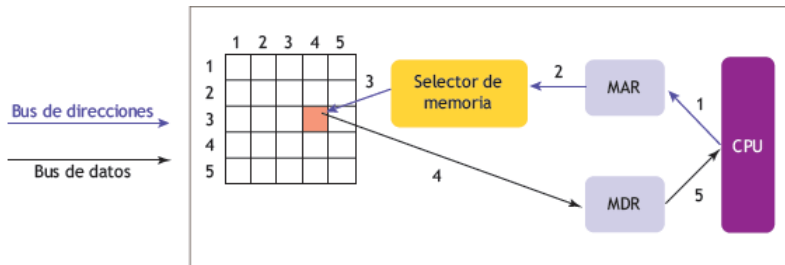 1 2 3 4 5
1
2
3
4
5
Bus de direcciones
Bus de datos
3
Selector de
memoria
2
MAR
1
CPU
4
MDR
5